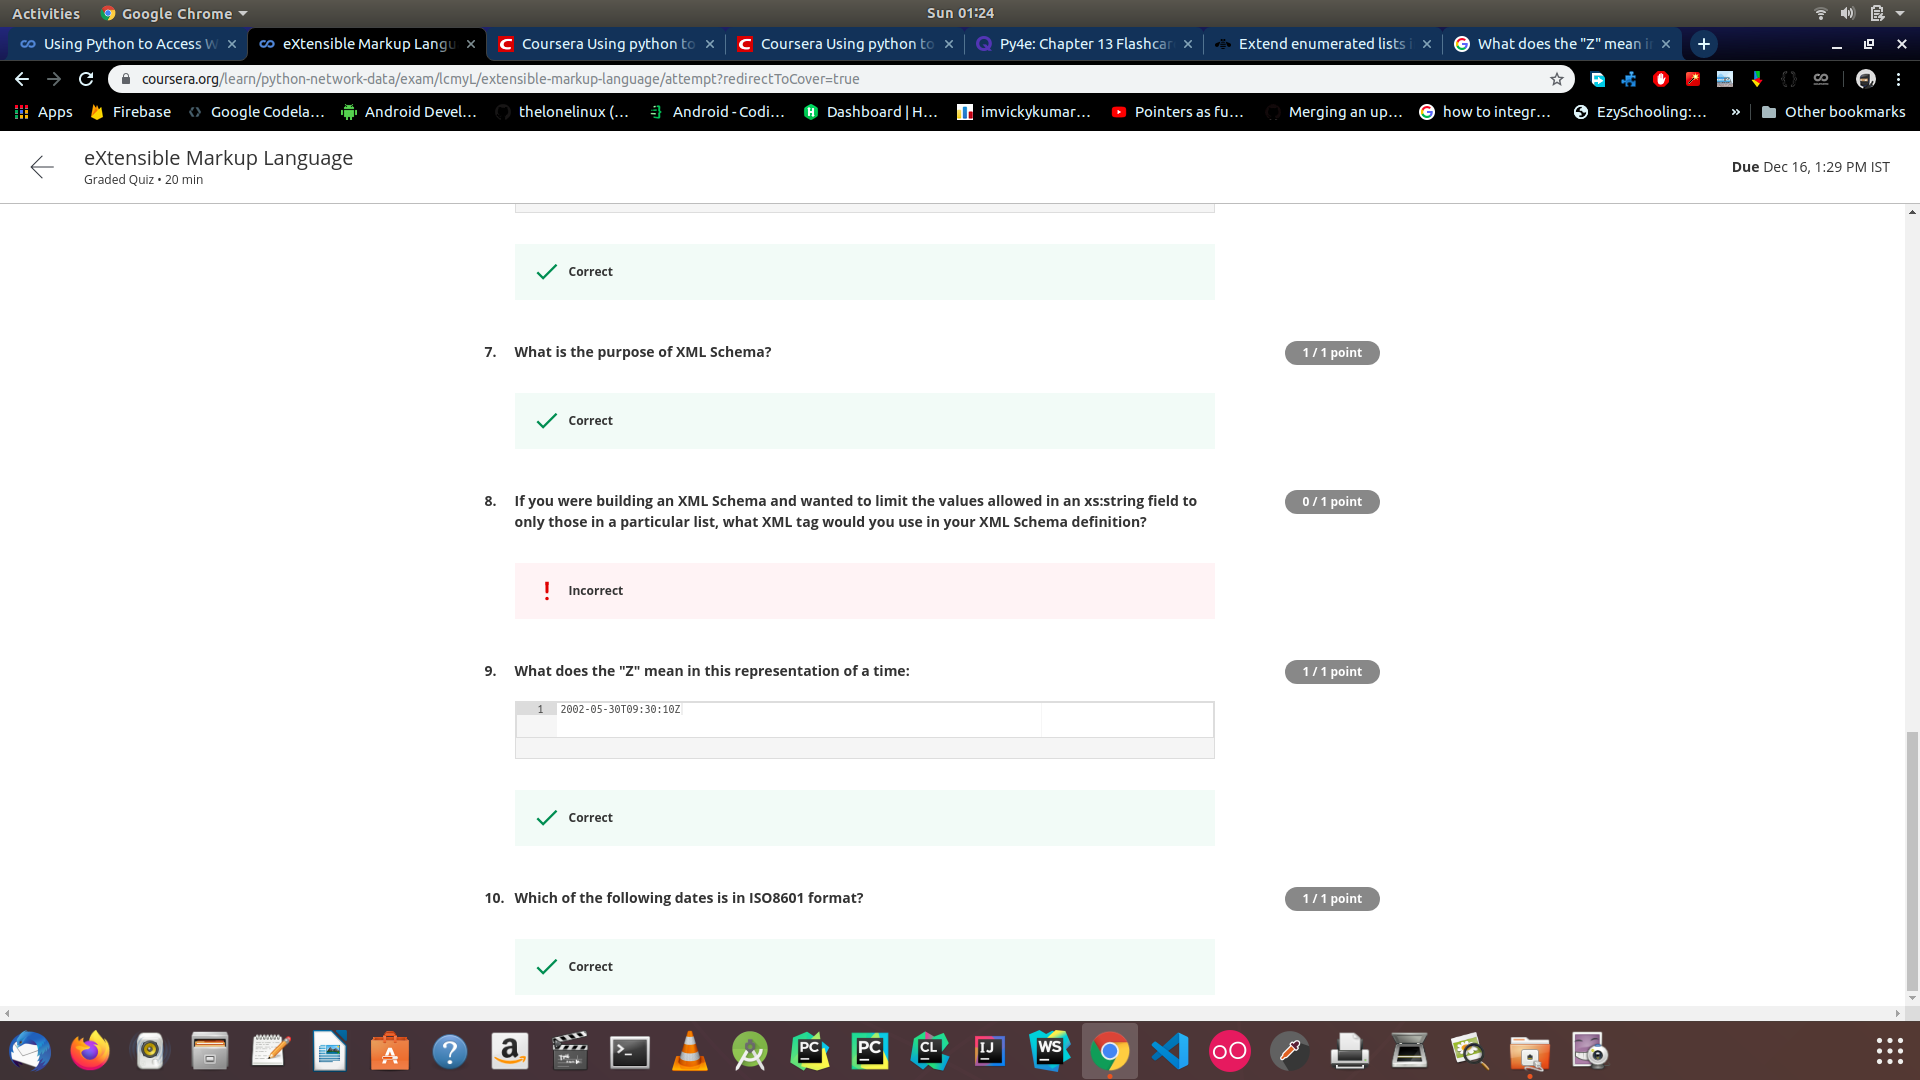 Activities Google Chrome Sun 01:24
Using Python to Access W eXtensible Markup Langu Coursera Using python to Coursera Using python to Py4e: Chapter 13 Flashcar Extend enumerated lists i What does the "Z" mean i
coursera.org/learn/python-network-data/exam/lcmyL/extensible-markup-language/attempt?redirectToCover=true
Apps Firebase Google Codela... Android Devel... thelonelinux (... Android - Codi... Dashboard | H... imvickykumar... Pointers as fu... Merging an up... how to integr... EzySchooling:... » Other bookmarks
eXtensible Markup Language
Graded Quiz • 20 min
Due Dec 16, 1:29 PM IST
Correct
7. What is the purpose of XML Schema? 1 / 1 point
Correct
8. If you were building an XML Schema and wanted to limit the values allowed in an xs:string field to 0 / 1 point
only those in a particular list, what XML tag would you use in your XML Schema definition?
Incorrect
9. What does the "Z" mean in this representation of a time: 1 / 1 point
1 2002-05-30T09:30:10Z
Correct
10. Which of the following dates is in ISO8601 format? 1 / 1 point
Correct